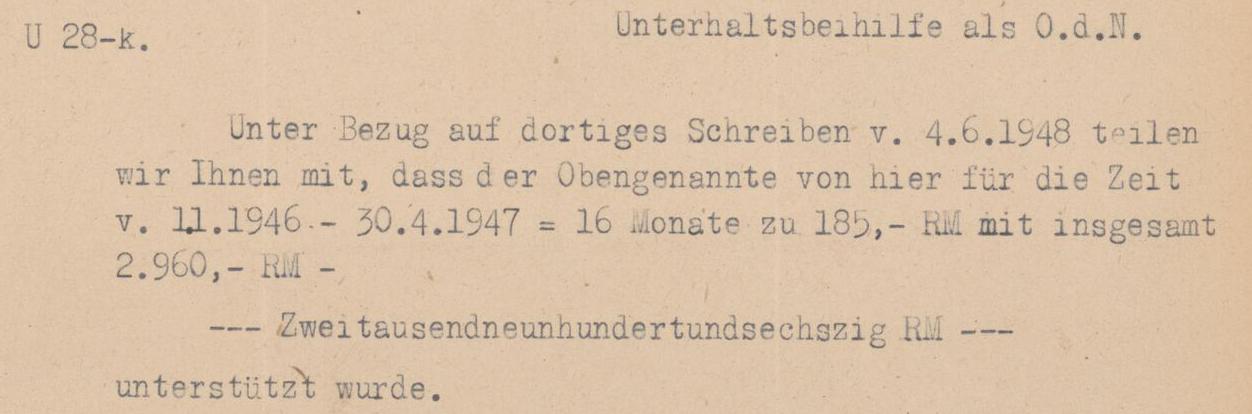 Unterhaltsbeihilfe als O.d.N.
U 28-k.
Unter Bezug auf dortiges Schreiben v. 4.6.1948 teilen
wir Ihnen mit, dass der Obengenannte von hier für die Zeit
v. 1.1.1946 - 30.4.1947 = 16 Monate zu 185,- RM mit insgesamt
2.960,- RM -
--- Zweitausendneunhundertundsechszig RM ---
unterstützt wurde.